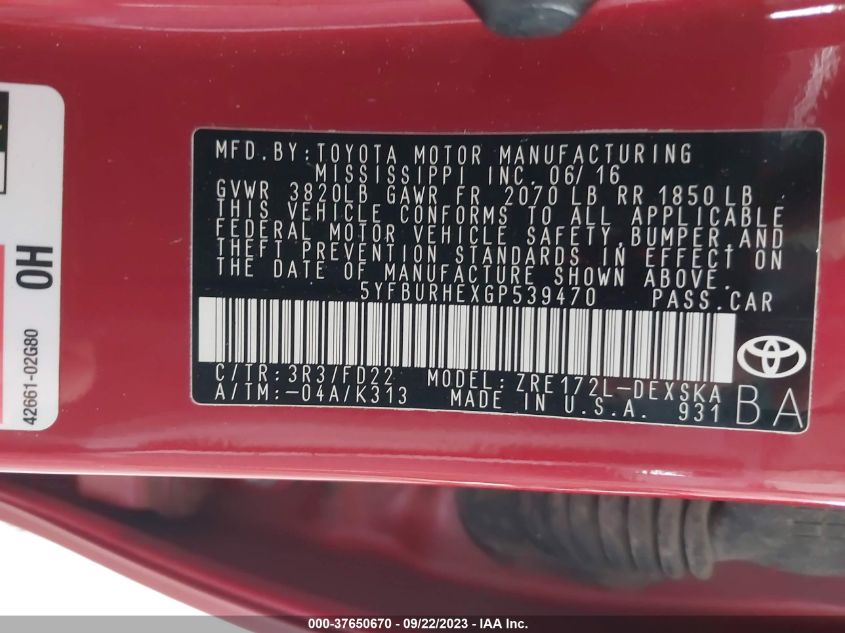 MFD.BY:TOYOTA MOTOR MANUFACTURING
MISSISSIPPI INC. 06/16
GVWR 3820LB GAWR FR 2070 LB RR 1850 LB
THIS VEHICLE CONFORMS TO ALL APPLICABLE
FEDERAL MOTOR VEHICLE SAFETY,BUMPER,AND
THEFT PREVENTION STANDARDS IN EFFECT ON
THE DATE OF MANUFACTURE SHOWN ABOVE.
5YFBURHEXGP539470 PASS.CAR
C/TR:3R3/FD22 MODEL:ZRE172L-DEXSKA
A/TM:-04A/K313 MADE IN U.S.A. 931
BA
OH
42661-02G80
000-37650670 - 09/22/2023 - © IAA Inc.